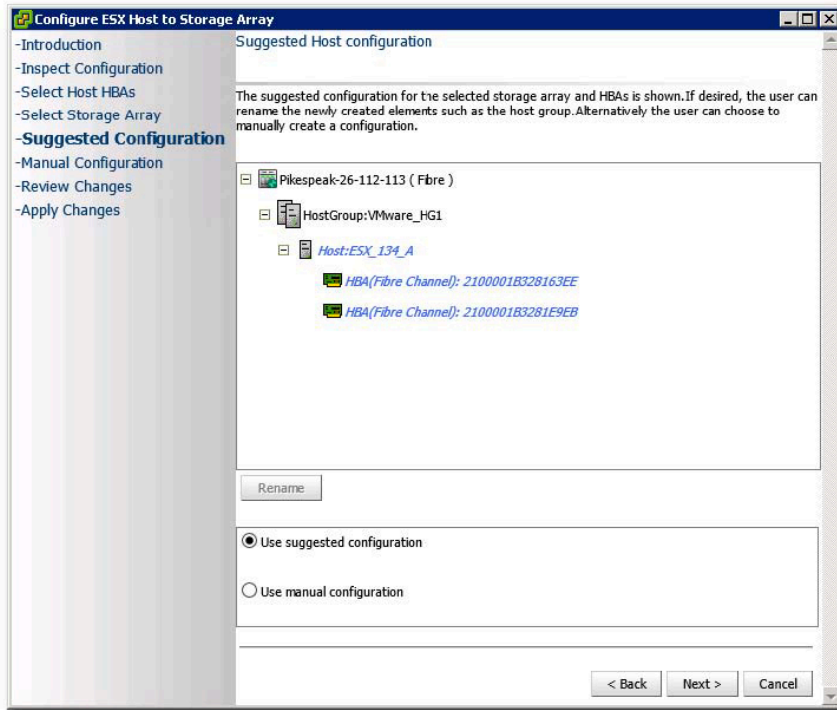 Configure ESX Host to Storage Array
-Introduction
-Inspect Configuration
-Select Host HBAs
-Select Storage Array
-Suggested Configuration
-Manual Configuration
-Review Changes
-Apply Changes
Suggested Host configuration
The suggested configuration for the selected storage array and HBAs is shown.If desired, the user can
rename the newly created elements such as the host group.Alternatively the user can choose to
manually create a configuration.
Pikespeak-26-112-113 ( Fibre )
HostGroup:VMware_HG1
Host:ESX_134_A
HBA(Fibre Channel): 2100001B328163EE
HBA(Fibre Channel): 2100001B3281E9EB
Rename
Use suggested configuration
Use manual configuration
< Back
Next >
Cancel